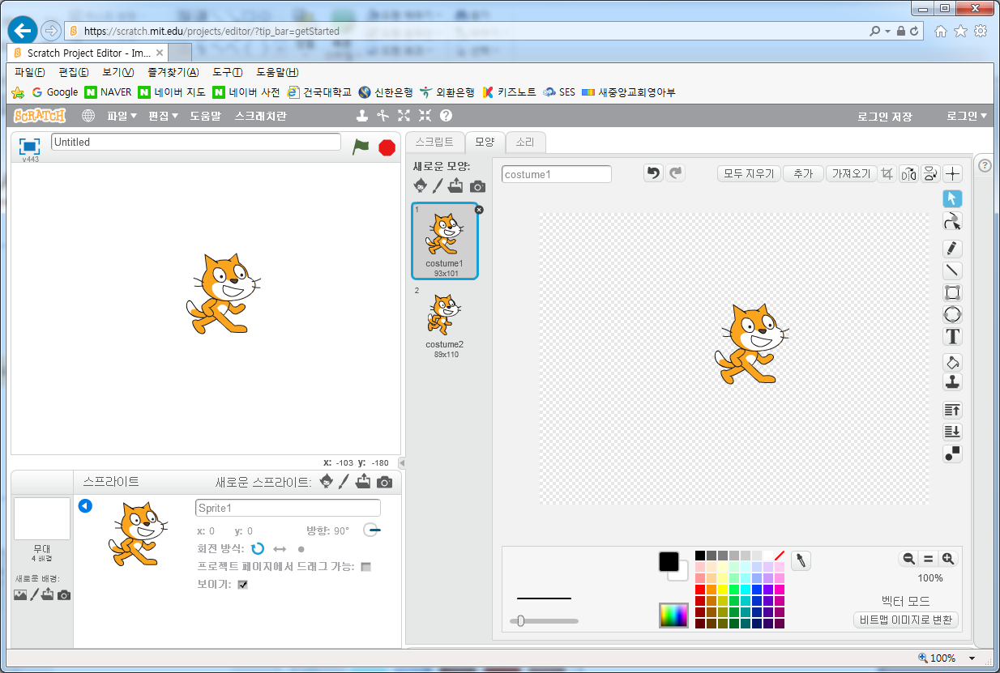 https://scratch.mit.edu/projects/editor/?tip_bar=getStarted
Scratch Project Editor - Im...
파일(F) 편집(E) 보기(V) 즐겨찾기(A) 도구(T) 도움말(H)
Google NAVER 네이버 지도 네이버 사전 건국대학교 신한은행 외환은행 키즈노트 SES 새중앙교회영아부
SCRATCH 파일 편집 도움말 스크래치란 로그인 저장 로그인
v443
Untitled
스크립트 모양 소리
새로운 모양:
costume1
모두 지우기 추가 가져오기
1
costume1
93x101
2
costume2
89x110
T
x: -103 y: -180
스프라이트 새로운 스프라이트:
무대
4 배경
새로운 배경:
Sprite1
x: 0 y: 0 방향: 90°
회전 방식:
프로젝트 페이지에서 드래그 가능:
보이기:
100%
벡터 모드
비트맵 이미지로 변환
100%